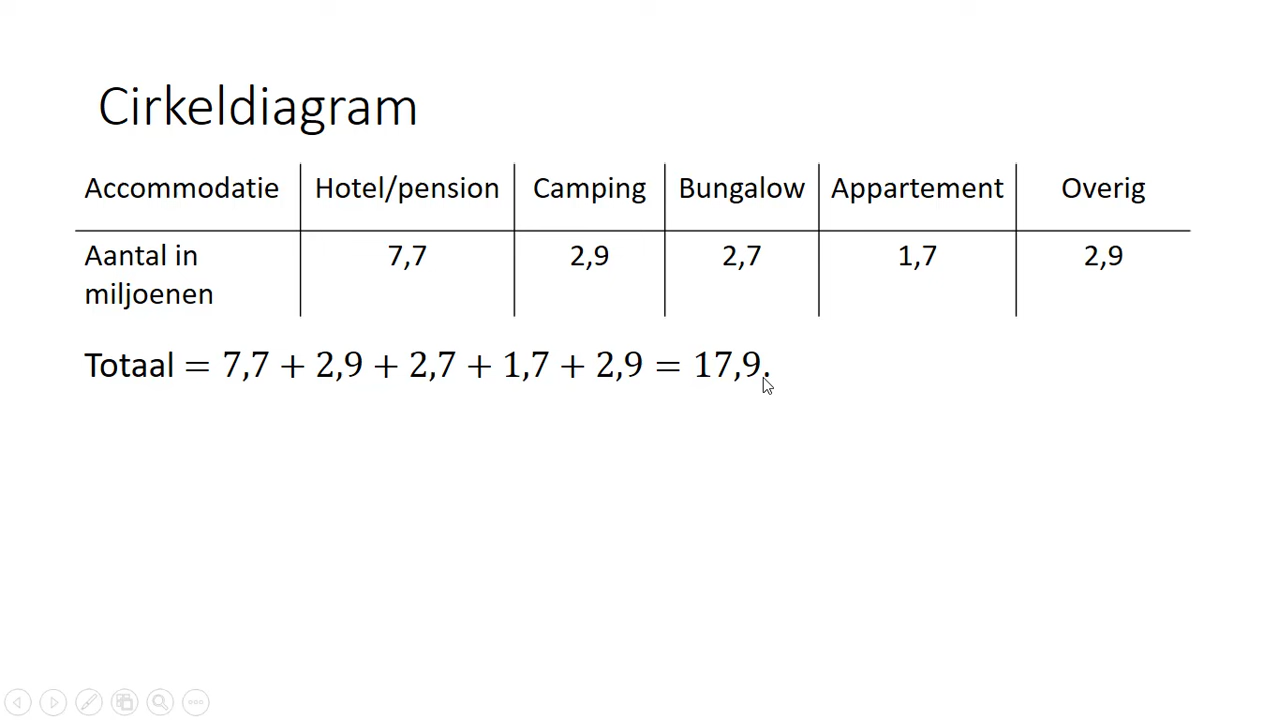 Cirkeldiagram
Accommodatie Hotel/pension Camping Bungalow Appartement Overig
Aantal in miljoenen 7,7 2,9 2,7 1,7 2,9
Totaal = 7,7 + 2,9 + 2,7 + 1,7 + 2,9 = 17,9.